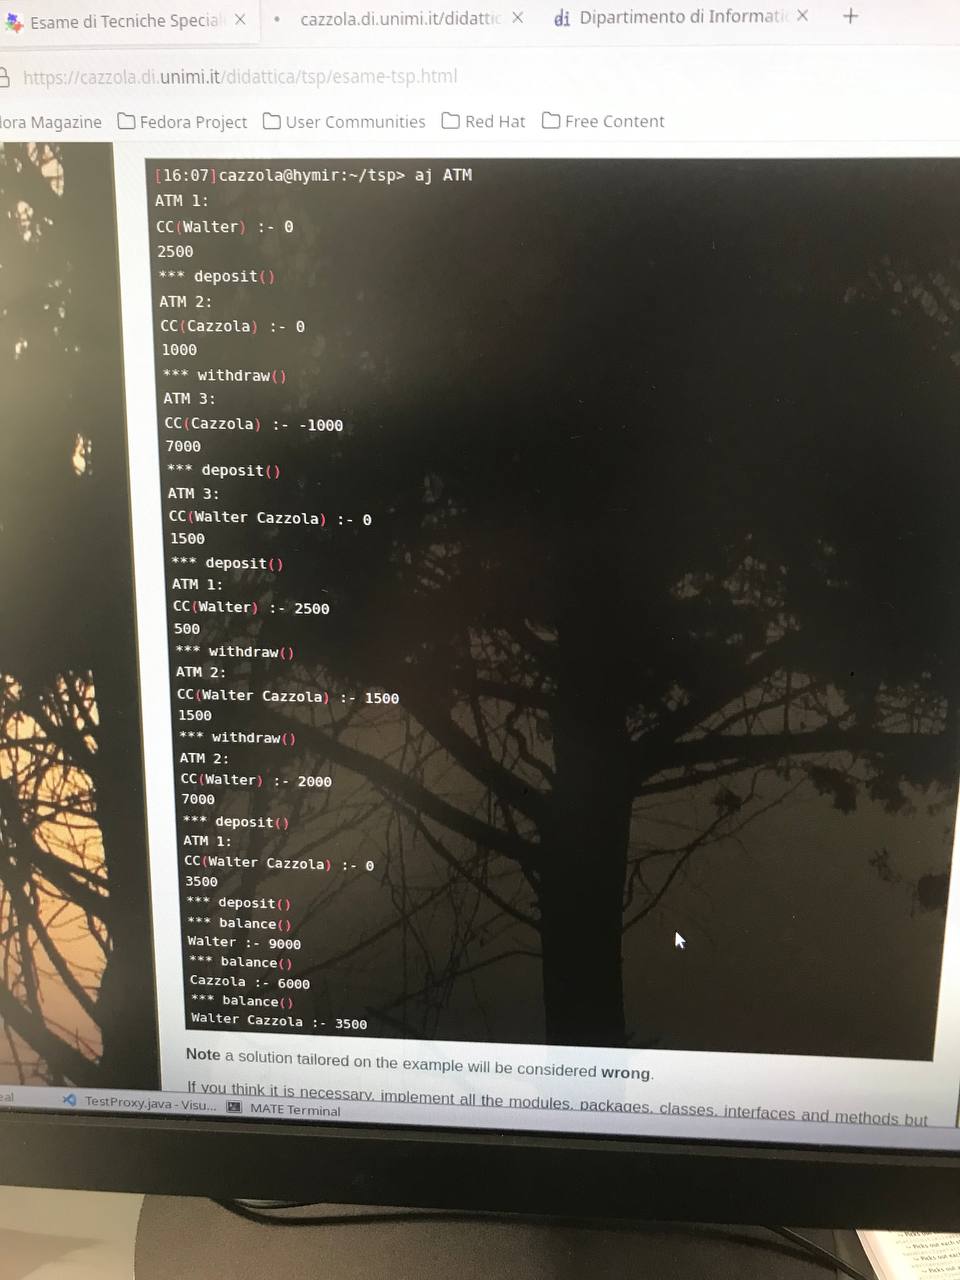 Esame di Tecniche Special
cazzola.di.unimi.it/didattic
di Dipartimento di Informatic
https://cazzola.di.unimi.it/didattica/tsp/esame-tsp.html
dora Magazine Fedora Project User Communities Red Hat Free Content
[16:07]cazzola@hymir:~/tsp> aj ATM
ATM 1:
CC(Walter) :- 0
2500
*** deposit()
ATM 2:
CC(Cazzola) :- 0
1000
*** withdraw()
ATM 3:
CC(Cazzola) :- -1000
7000
*** deposit()
ATM 3:
CC(Walter Cazzola) :- 0
1500
*** deposit()
ATM 1:
CC(Walter) :- 2500
500
*** withdraw()
ATM 2:
CC(Walter Cazzola) :- 1500
1500
*** withdraw()
ATM 2:
CC(Walter) :- 2000
7000
*** deposit()
ATM 1:
CC(Walter Cazzola) :- 0
3500
*** deposit()
*** balance()
Walter :- 9000
*** balance()
Cazzola :- 6000
*** balance()
Walter Cazzola :- 3500
Note a solution tailored on the example will be considered wrong.
If you think it is necessary, implement all the modules, packages, classes, interfaces and methods but
eal TestProxy.java - Visu... MATE Terminal